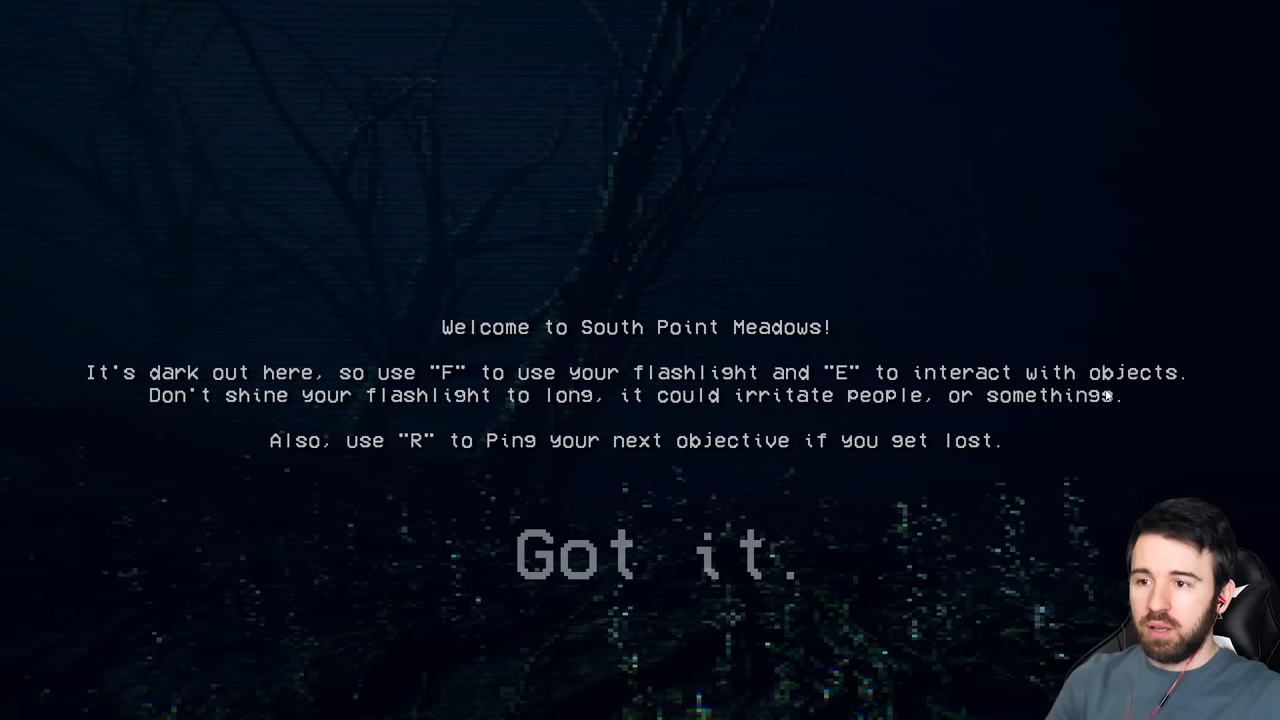 Welcome to South Point Meadows!
It's dark out here, so use "F" to use your flashlight and "E" to interact with objects.
Don't shine your flashlight to long, it could irritate people, or somethings.
Also, use "R" to Ping your next objective if you get lost.
Got it.